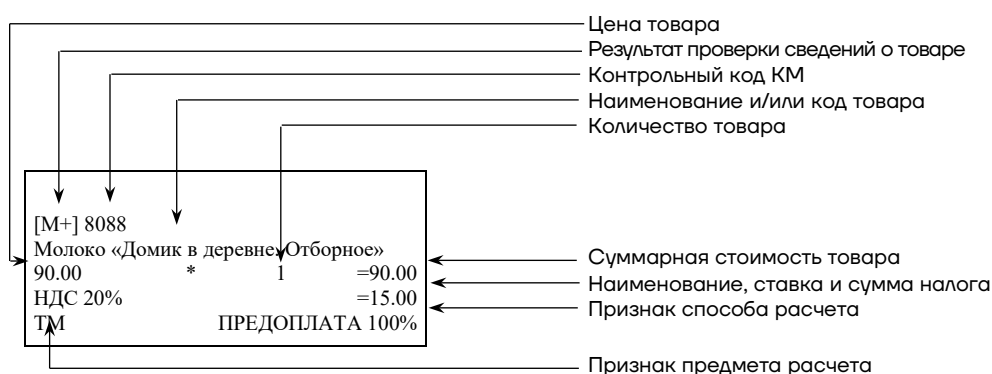 Цена товара
Результат проверки сведений о товаре
Контрольный код КМ
Наименование и/или код товара
Количество товара
[M+] 8088
Молоко «Домик в деревне. Отборное»
90.00 * 1 =90.00
НДС 20% =15.00
ТМ ПРЕДОПЛАТА 100%
Суммарная стоимость товара
Наименование, ставка и сумма налога
Признак способа расчета
Признак предмета расчета